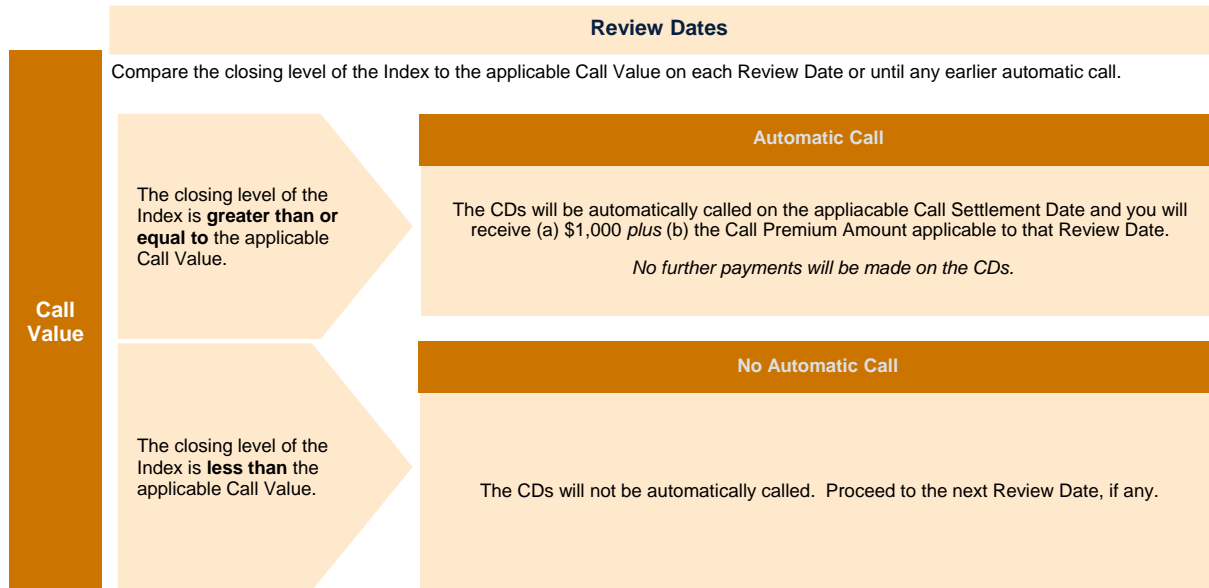 Review Dates
Compare the closing level of the Index to the applicable Call Value on each Review Date or until any earlier automatic call.
Call
Value
The closing level of the
Index is greater than or
equal to the applicable
Call Value.
Automatic Call
The CDs will be automatically called on the appliacable Call Settlement Date and you will
receive (a) $1,000 plus (b) the Call Premium Amount applicable to that Review Date.
No further payments will be made on the CDs.
The closing level of the
Index is less than the
applicable Call Value.
No Automatic Call
The CDs will not be automatically called. Proceed to the next Review Date, if any.